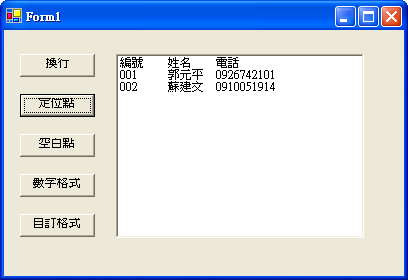 Form1
換行
定位點
空白點
數字格式
自訂格式
編號 姓名 電話
001 郭元平 0926742101
002 蘇建文 0910051914